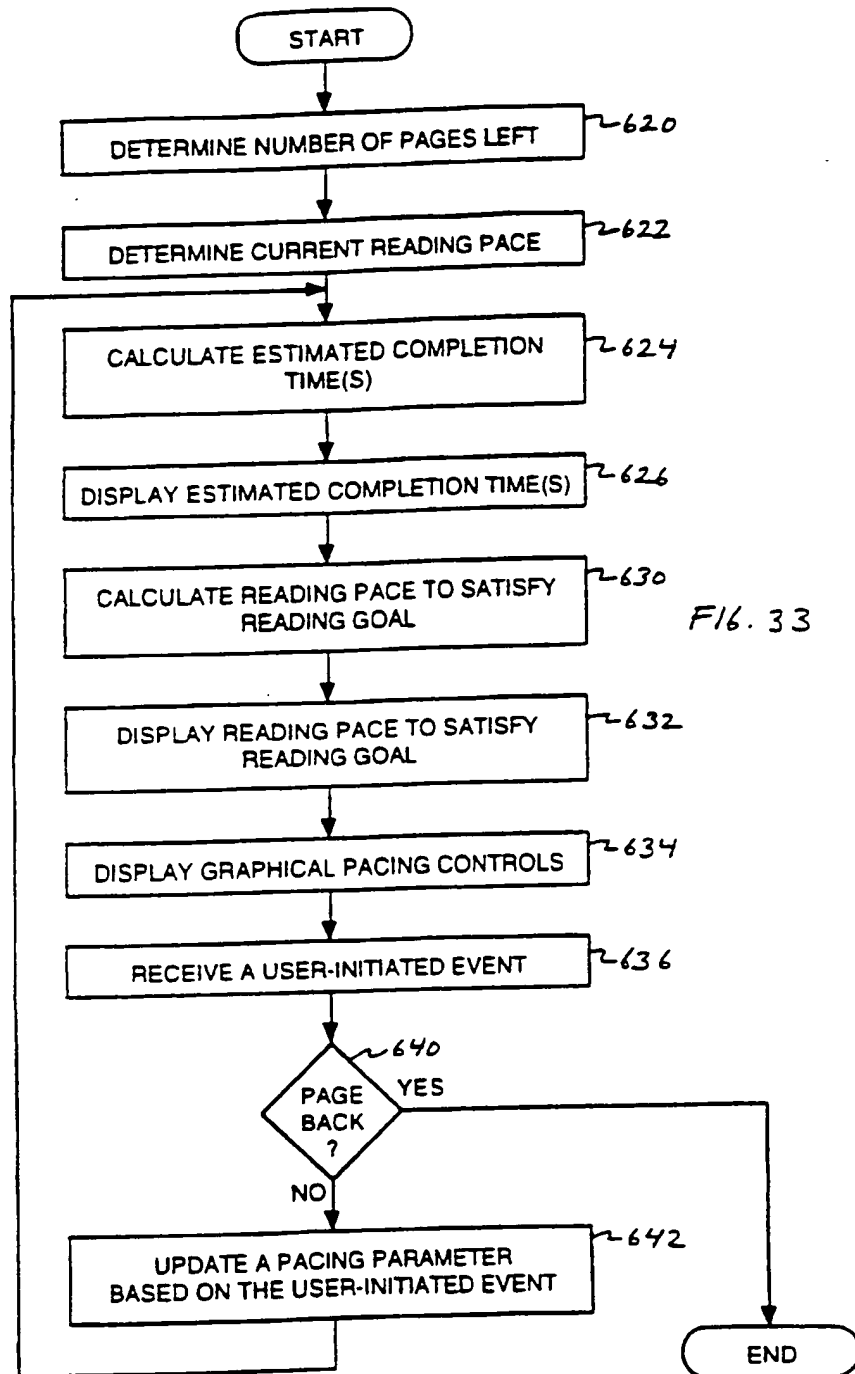 START
DETERMINE NUMBER OF PAGES LEFT
620
DETERMINE CURRENT READING PACE
622
CALCULATE ESTIMATED COMPLETION
TIME(S)
624
DISPLAY ESTIMATED COMPLETION TIME(S)
626
CALCULATE READING PACE TO SATISFY
READING GOAL
630
FIG. 33
DISPLAY READING PACE TO SATISFY
READING GOAL
632
DISPLAY GRAPHICAL PACING CONTROLS
634
RECEIVE A USER-INITIATED EVENT
636
640
PAGE
BACK
?
YES
NO
UPDATE A PACING PARAMETER
BASED ON THE USER-INITIATED EVENT
642
END